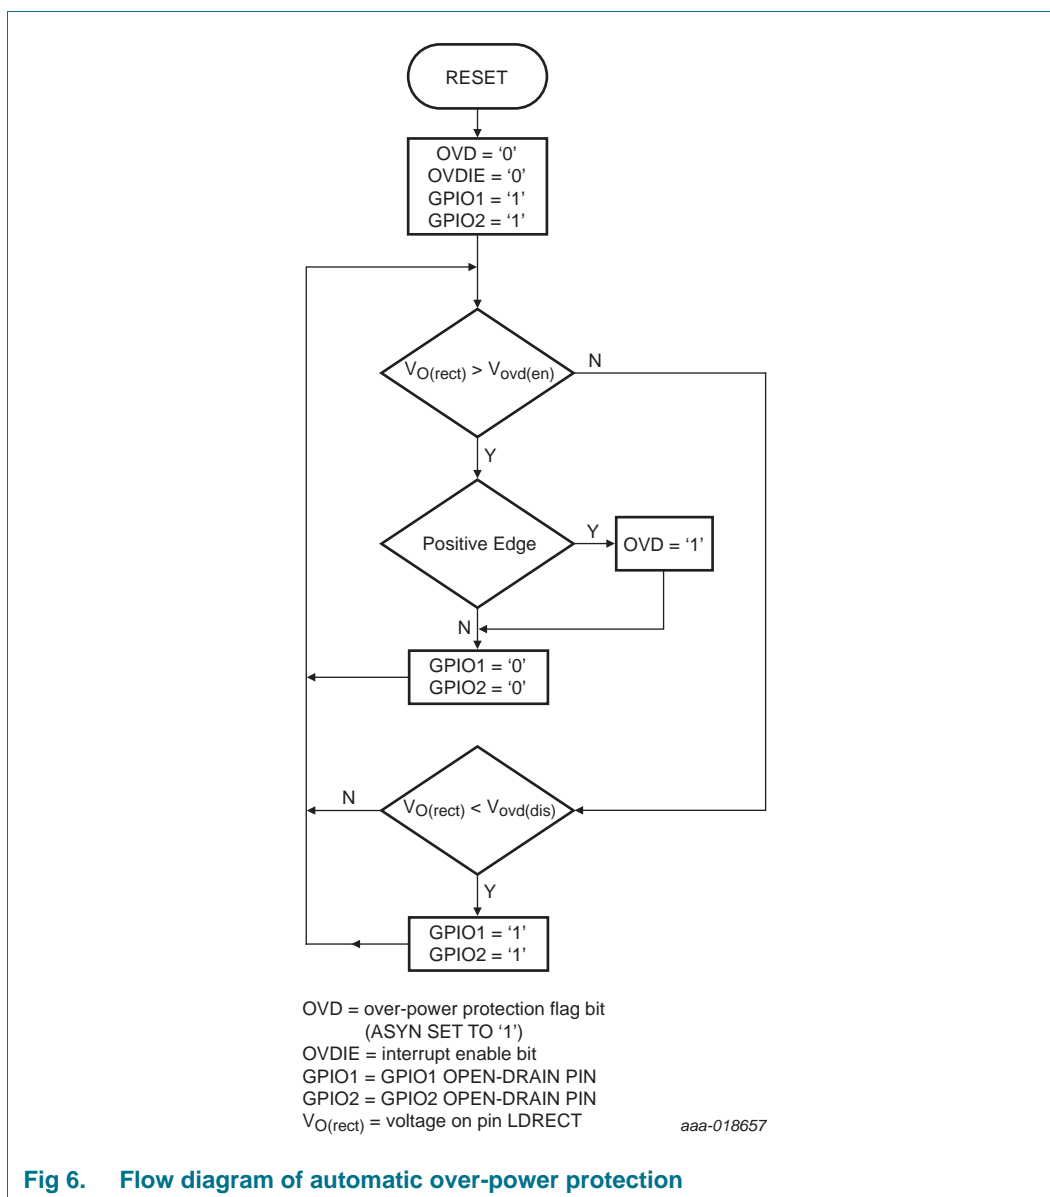 RESET
OVD = ‘0’
OVDIE = ‘0’
GPIO1 = ‘1’
GPIO2 = ‘1’
VO(rect) > Vovd(en)
N
Y
Positive Edge
Y
OVD = ‘1’
N
GPIO1 = ‘0’
GPIO2 = ‘0’
N
VO(rect) < Vovd(dis)
Y
GPIO1 = ‘1’
GPIO2 = ‘1’
OVD = over-power protection flag bit
(ASYN SET TO ‘1’)
OVDIE = interrupt enable bit
GPIO1 = GPIO1 OPEN-DRAIN PIN
GPIO2 = GPIO2 OPEN-DRAIN PIN
VO(rect) = voltage on pin LDRECT
aaa-018657
Fig 6. Flow diagram of automatic over-power protection